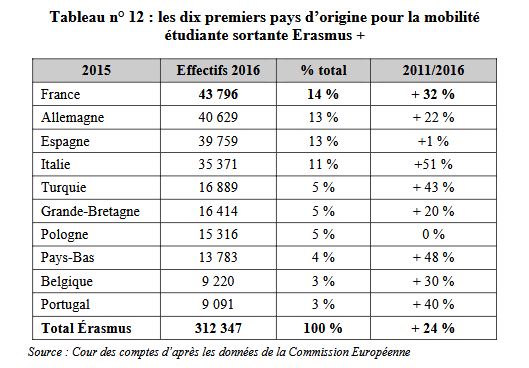 Tableau n° 12 : les dix premiers pays d’origine pour la mobilité
étudiante sortante Erasmus +
2015 Effectifs 2016 % total 2011/2016
France 43 796 14 % + 32 %
Allemagne 40 629 13 % + 22 %
Espagne 39 759 13 % +1 %
Italie 35 371 11 % +51 %
Turquie 16 889 5 % + 43 %
Grande-Bretagne 16 414 5 % + 20 %
Pologne 15 316 5 % 0 %
Pays-Bas 13 783 4 % + 48 %
Belgique 9 220 3 % + 30 %
Portugal 9 091 3 % + 40 %
Total Érasmus 312 347 100 % + 24 %
Source : Cour des comptes d’après les données de la Commission Européenne